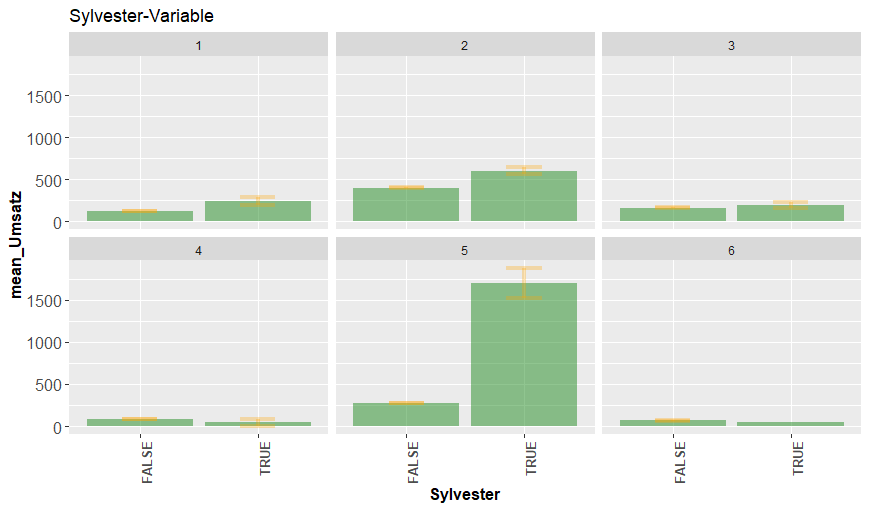 Sylvester-Variable
1 2 3
1500
1000
500
0
4 5 6
1500
1000
500
0
mean_Umsatz
FALSE TRUE FALSE TRUE FALSE TRUE
Sylvester